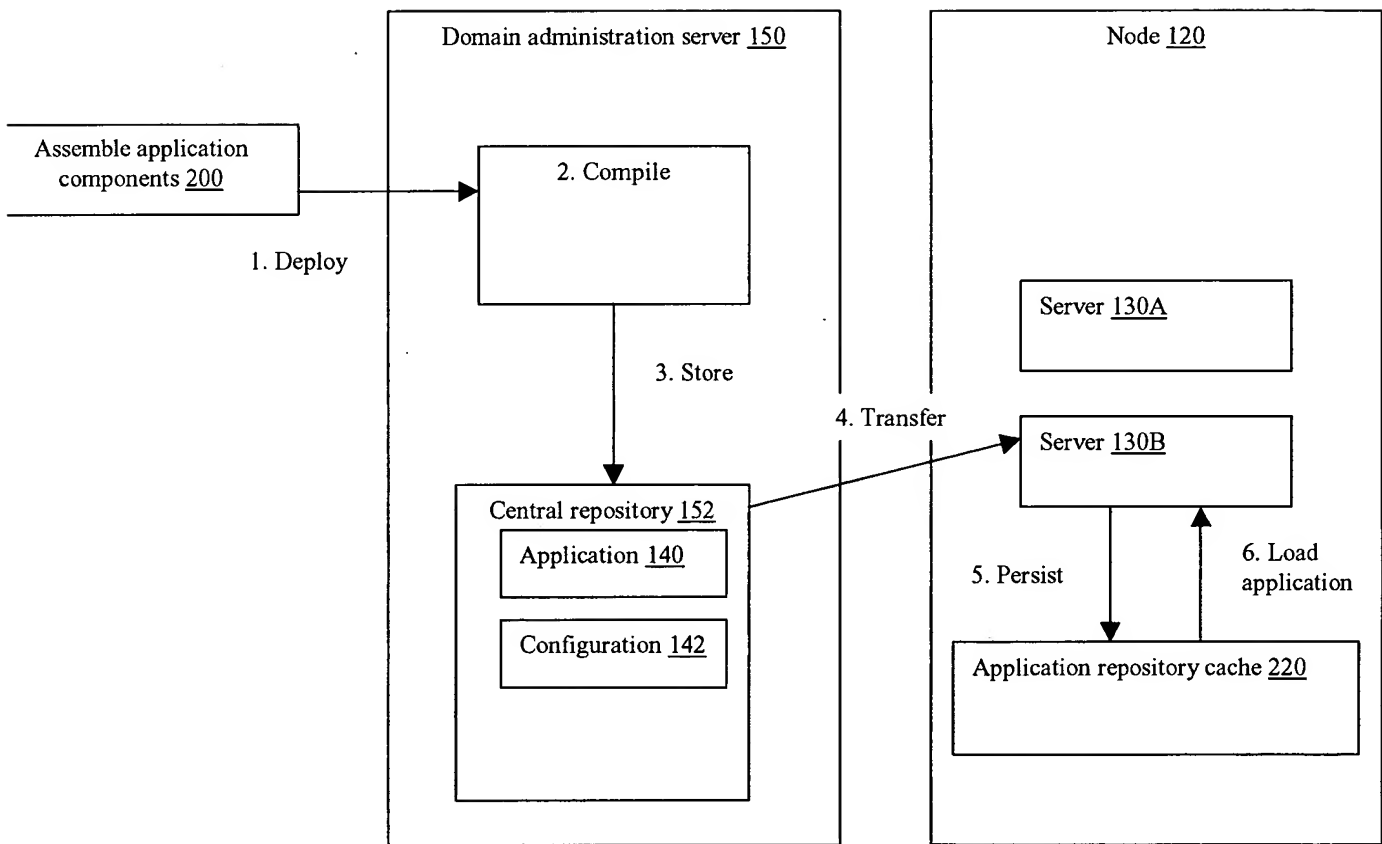 Domain administration server 150
Node 120
Assemble application
components 200
2. Compile
1. Deploy
Server 130A
3. Store
4. Transfer
Server 130B
Central repository 152
Application 140
Configuration 142
5. Persist
6. Load
application
Application repository cache 220